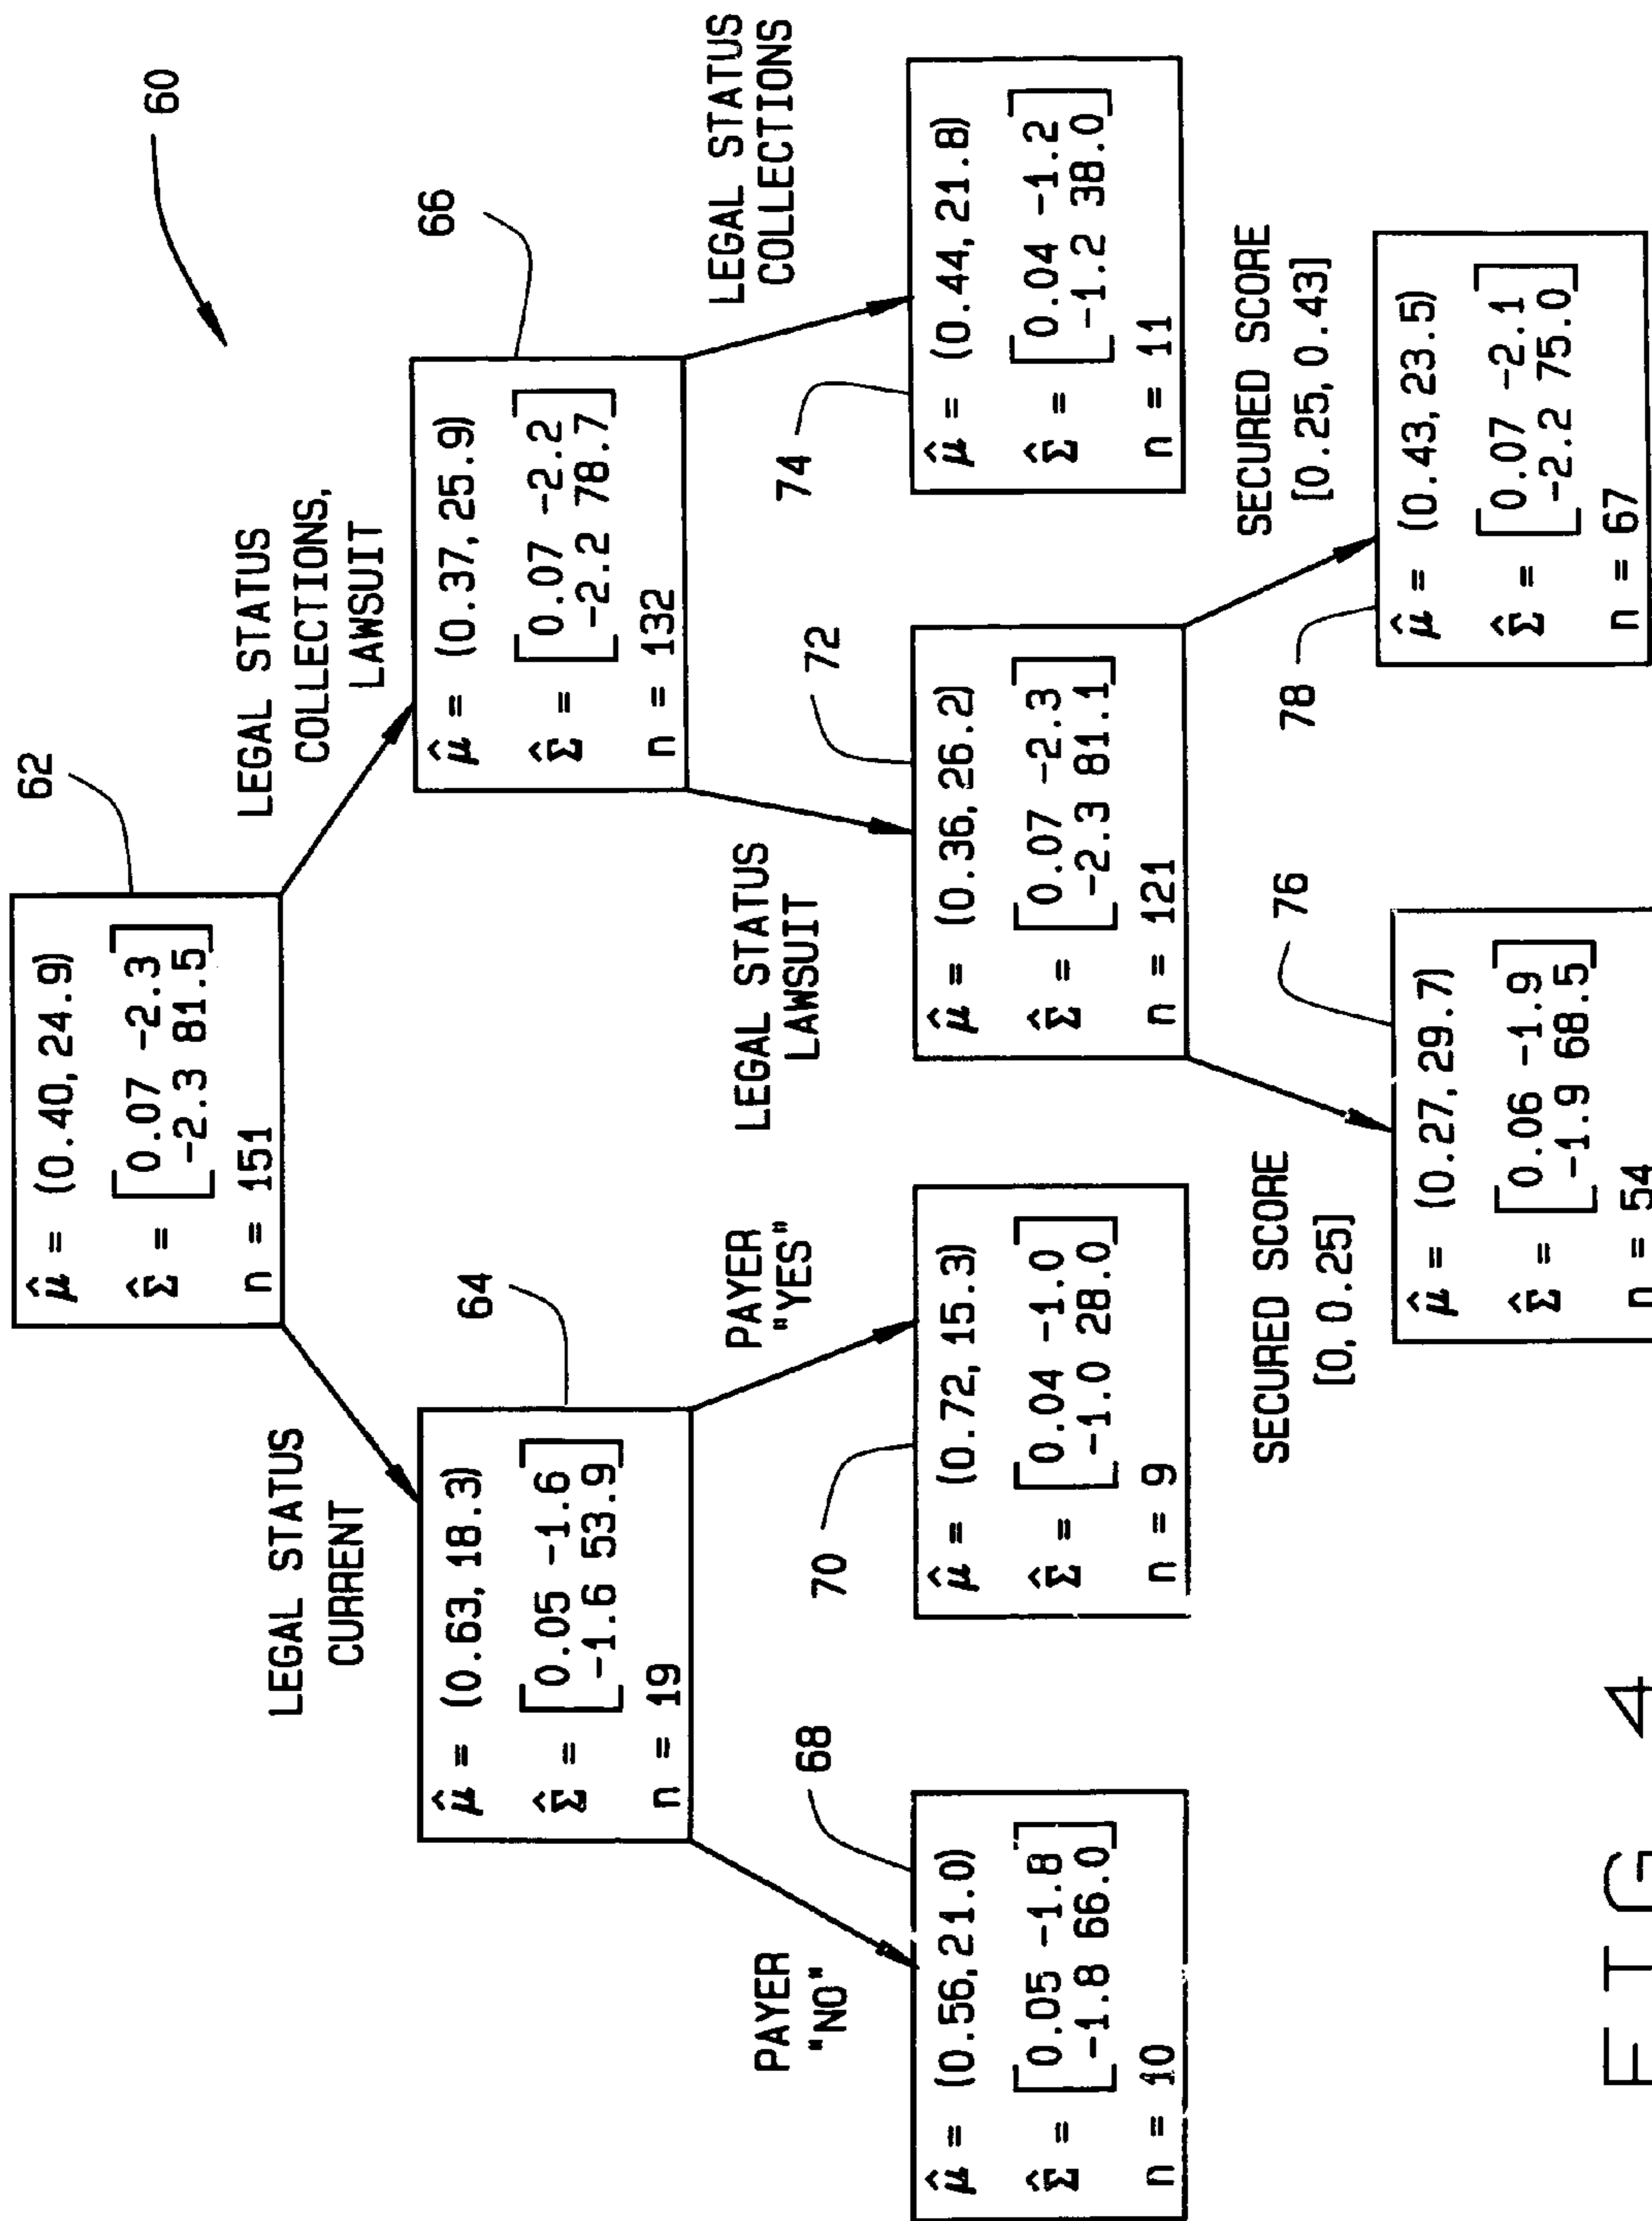 60
62
μ̂ = (0.40, 24.9)
Σ̂ = [0.07 -2.3
-2.3 81.5]
n = 151
LEGAL STATUS
CURRENT
LEGAL STATUS
COLLECTIONS,
LAWSUIT
64
μ̂ = (0.63, 18.3)
Σ̂ = [0.05 -1.6
-1.6 53.9]
n = 19
66
μ̂ = (0.37, 25.9)
Σ̂ = [0.07 -2.2
-2.2 78.7]
n = 132
PAYER
"NO"
PAYER
"YES"
LEGAL STATUS
LAWSUIT
LEGAL STATUS
COLLECTIONS
68
μ̂ = (0.56, 21.0)
Σ̂ = [0.05 -1.8
-1.8 66.0]
n = 10
70
μ̂ = (0.72, 15.3)
Σ̂ = [0.04 -1.0
-1.0 28.0]
n = 9
72
μ̂ = (0.36, 26.2)
Σ̂ = [0.07 -2.3
-2.3 81.1]
n = 121
74
μ̂ = (0.44, 21.8)
Σ̂ = [0.04 -1.2
-1.2 38.0]
n = 11
SECURED SCORE
[0, 0.25]
SECURED SCORE
[0.25, 0.43]
76
μ̂ = (0.27, 29.7)
Σ̂ = [0.06 -1.9
-1.9 68.5]
n = 54
78
μ̂ = (0.43, 23.5)
Σ̂ = [0.07 -2.1
-2.2 75.0]
n = 67
FIG 4